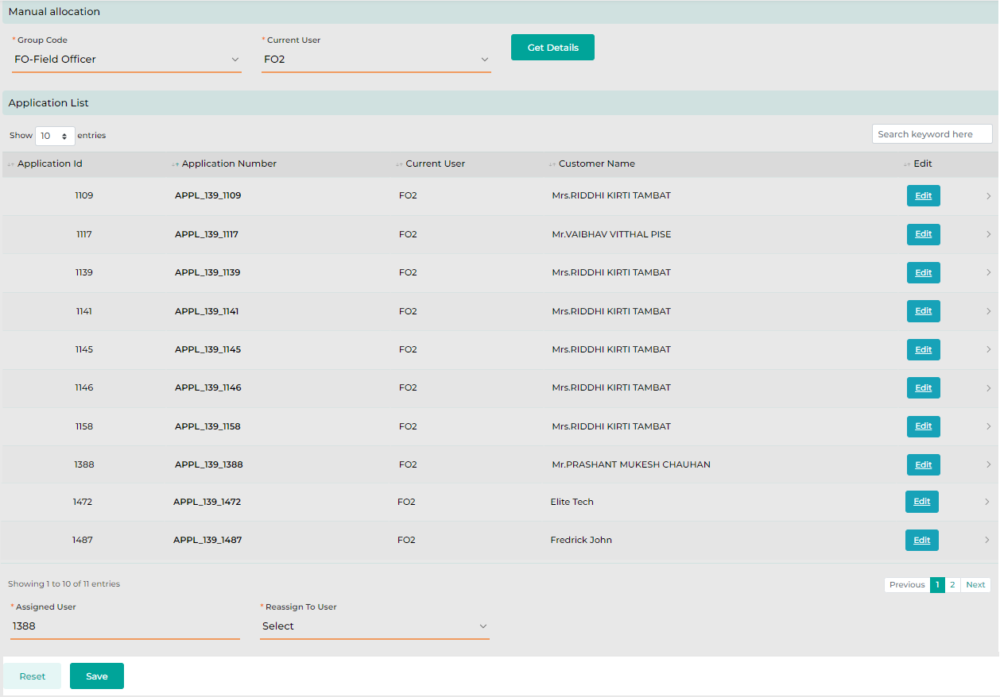 Manual allocation
* Group Code * Current User
FO-Field Officer FO2 Get Details
Application List
Show 10 entries Search keyword here
Application Id Application Number Current User Customer Name Edit
1109 APPL_139_1109 FO2 Mrs.RIDDHI KIRTI TAMBAT Edit
1117 APPL_139_1117 FO2 Mr.VAIBHAV VITTHAL PISE Edit
1139 APPL_139_1139 FO2 Mrs.RIDDHI KIRTI TAMBAT Edit
1141 APPL_139_1141 FO2 Mrs.RIDDHI KIRTI TAMBAT Edit
1145 APPL_139_1145 FO2 Mrs.RIDDHI KIRTI TAMBAT Edit
1146 APPL_139_1146 FO2 Mrs.RIDDHI KIRTI TAMBAT Edit
1158 APPL_139_1158 FO2 Mrs.RIDDHI KIRTI TAMBAT Edit
1388 APPL_139_1388 FO2 Mr.PRASHANT MUKESH CHAUHAN Edit
1472 APPL_139_1472 FO2 Elite Tech Edit
1487 APPL_139_1487 FO2 Fredrick John Edit
Showing 1 to 10 of 11 entries Previous 1 2 Next
* Assigned User * Reassign To User
1388 Select
Reset Save